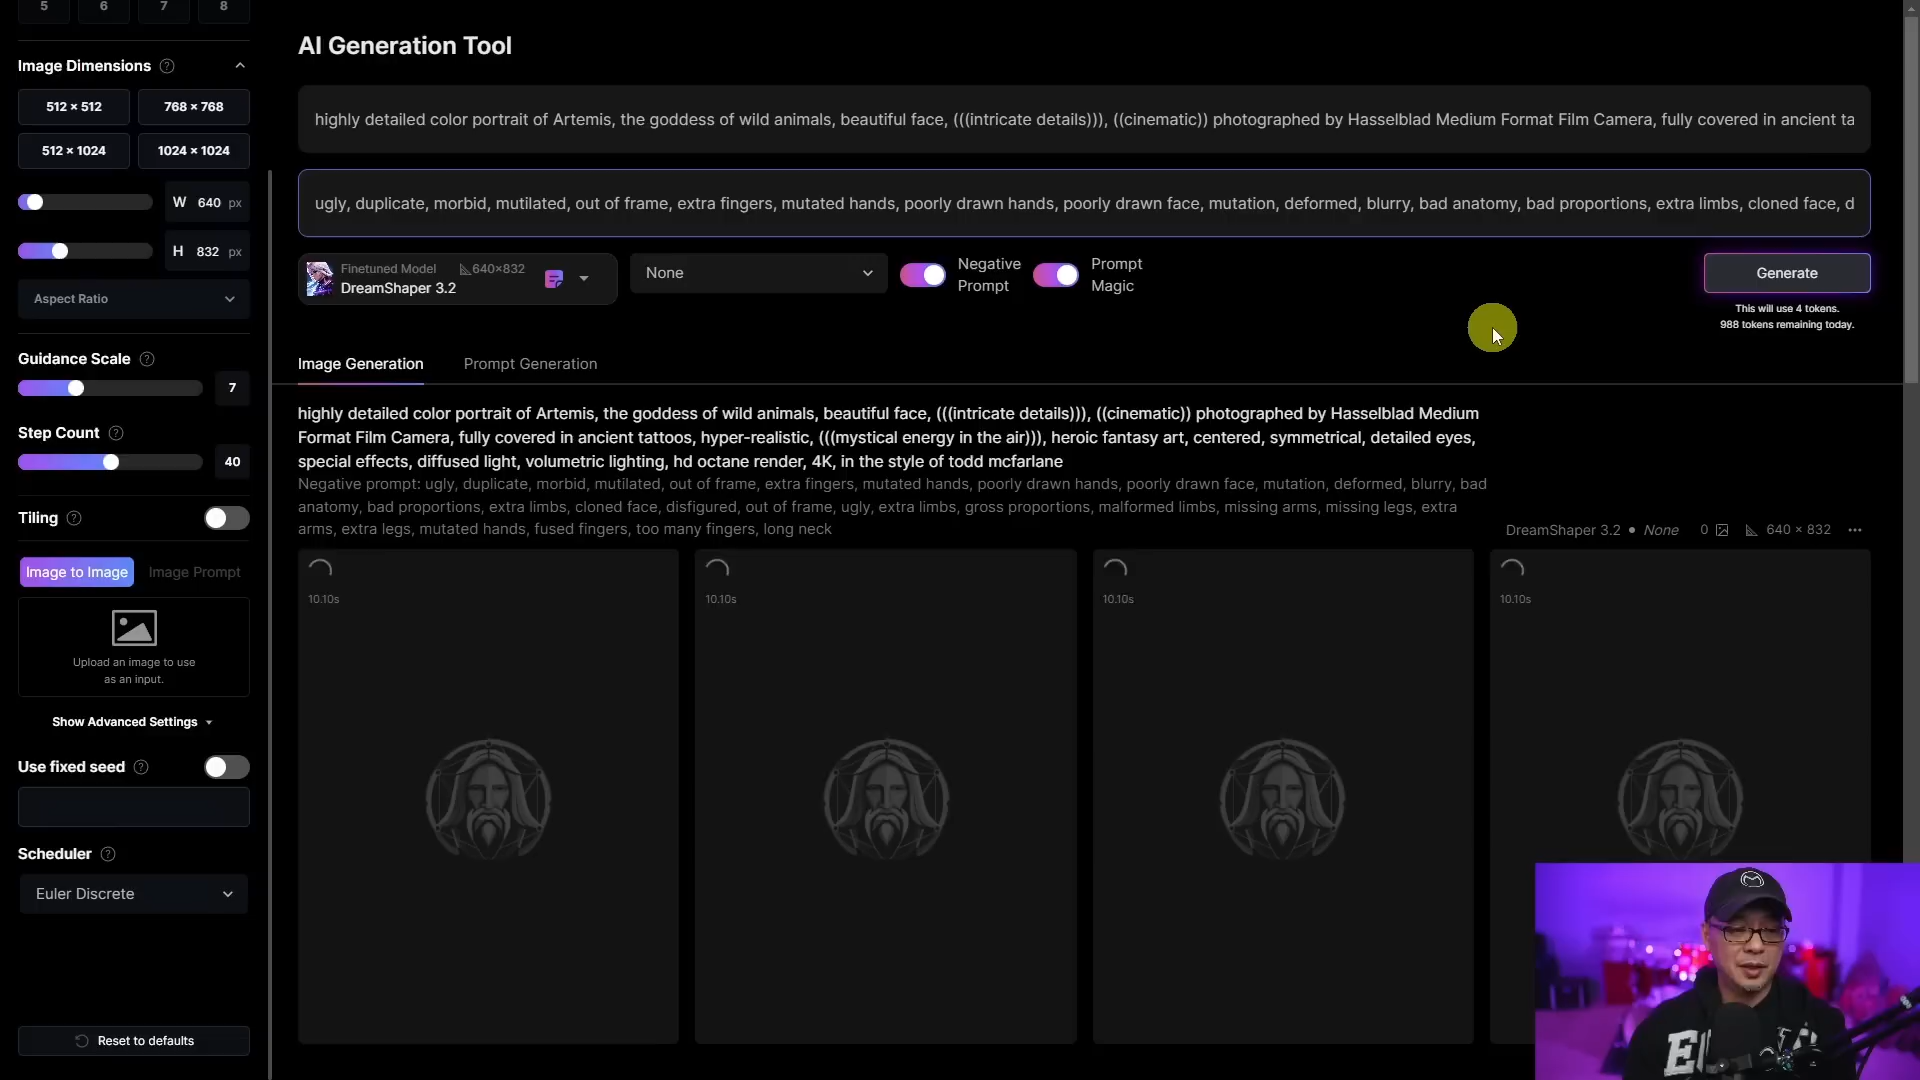 5 6 7 8
Image Dimensions
512 × 512 768 × 768
512 × 1024 1024 × 1024
W 640 px
H 832 px
Aspect Ratio
Guidance Scale
7
Step Count
40
Tiling
Image to Image Image Prompt
Upload an image to use
as an input.
Show Advanced Settings
Use fixed seed
Scheduler
Euler Discrete
Reset to defaults
AI Generation Tool
highly detailed color portrait of Artemis, the goddess of wild animals, beautiful face, (((intricate details))), ((cinematic)) photographed by Hasselblad Medium Format Film Camera, fully covered in ancient ta
ugly, duplicate, morbid, mutilated, out of frame, extra fingers, mutated hands, poorly drawn hands, poorly drawn face, mutation, deformed, blurry, bad anatomy, bad proportions, extra limbs, cloned face, d
Finetuned Model 640×832
DreamShaper 3.2
None
Negative
Prompt
Prompt
Magic
Generate
This will use 4 tokens.
988 tokens remaining today.
Image Generation Prompt Generation
highly detailed color portrait of Artemis, the goddess of wild animals, beautiful face, (((intricate details))), ((cinematic)) photographed by Hasselblad Medium
Format Film Camera, fully covered in ancient tattoos, hyper-realistic, (((mystical energy in the air))), heroic fantasy art, centered, symmetrical, detailed eyes,
special effects, diffused light, volumetric lighting, hd octane render, 4K, in the style of todd mcfarlane
Negative prompt: ugly, duplicate, morbid, mutilated, out of frame, extra fingers, mutated hands, poorly drawn hands, poorly drawn face, mutation, deformed, blurry, bad
anatomy, bad proportions, extra limbs, cloned face, disfigured, out of frame, ugly, extra limbs, gross proportions, malformed limbs, missing arms, missing legs, extra
arms, extra legs, mutated hands, fused fingers, too many fingers, long neck
DreamShaper 3.2 • None 0 640 × 832 •••
10.10s 10.10s 10.10s 10.10s